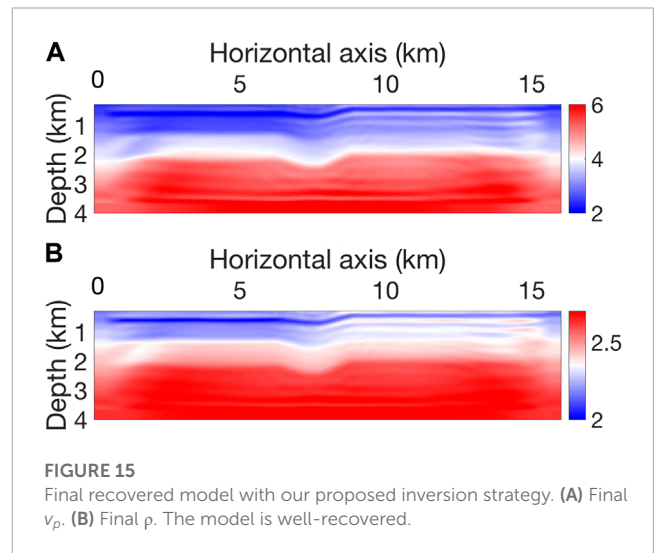 A
Horizontal axis (km)
0 5 10 15
Depth (km)
1
2
3
4
6
4
2
B
Horizontal axis (km)
0 5 10 15
Depth (km)
1
2
3
4
2.5
2
FIGURE 15
Final recovered model with our proposed inversion strategy. (A) Final
vp. (B) Final ρ. The model is well-recovered.